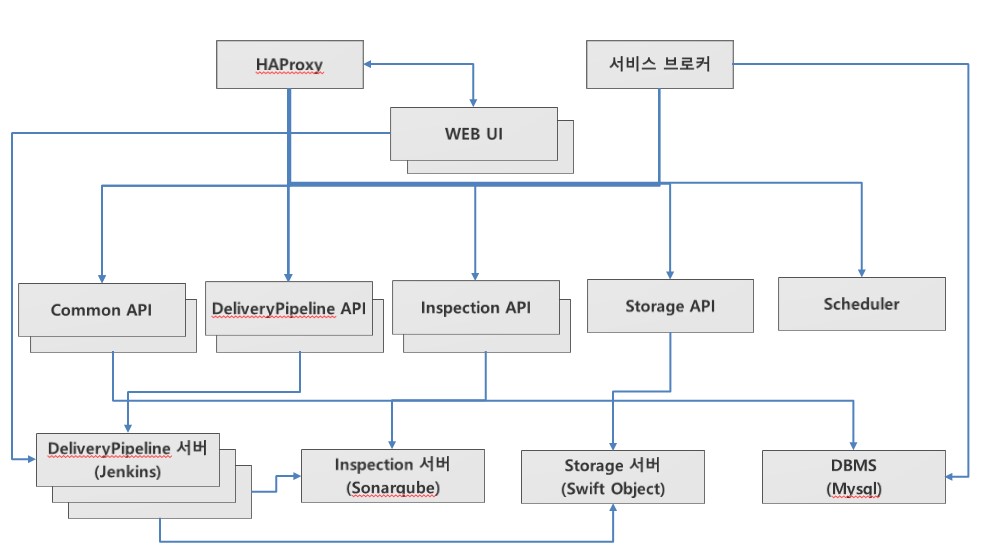 HAProxy
서비스 브로커
WEB UI
Common API
DeliveryPipeline API
Inspection API
Storage API
Scheduler
DeliveryPipeline 서버
(Jenkins)
Inspection 서버
(Sonarqube)
Storage 서버
(Swift Object)
DBMS
(Mysql)